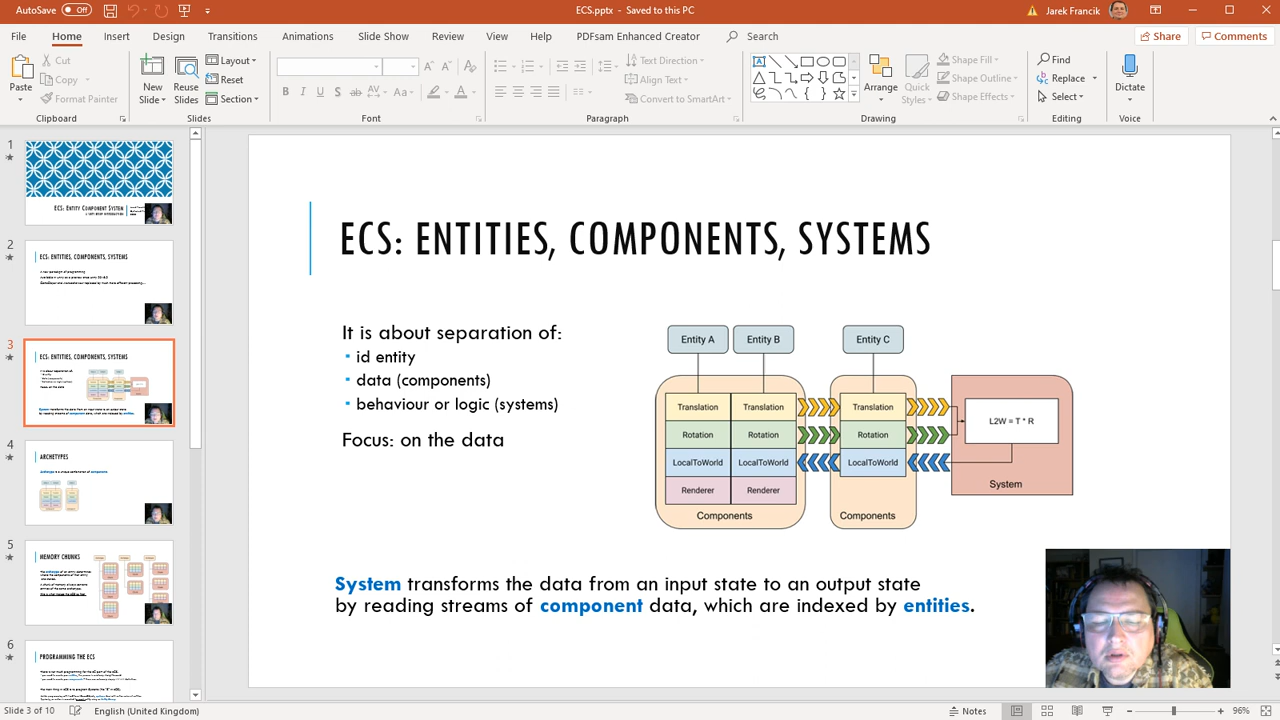 AutoSave Off
ECS.pptx - Saved to this PC
Jarek Francik
File Home Insert Design Transitions Animations Slide Show Review View Help PDFsam Enhanced Creator Search
Share Comments
Paste
Cut
Copy
Format Painter
Clipboard
New Slide
Reuse Slides
Layout
Reset
Section
Slides
Font
Text Direction
Align Text
Convert to SmartArt
Paragraph
Arrange
Quick Styles
Shape Fill
Shape Outline
Shape Effects
Drawing
Find
Replace
Select
Editing
Dictate
Voice
1
ECS: ENTITY COMPONENT SYSTEM
2
ECS: ENTITIES, COMPONENTS, SYSTEMS
3
ECS: ENTITIES, COMPONENTS, SYSTEMS
4
ARCHETYPES
5
MEMORY CHUNKS
6
PROGRAMMING THE ECS
ECS: ENTITIES, COMPONENTS, SYSTEMS
It is about separation of:
id entity
data (components)
behaviour or logic (systems)
Focus: on the data
Entity A Entity B Entity C
Translation Translation Translation
Rotation Rotation Rotation
LocalToWorld LocalToWorld LocalToWorld
Renderer Renderer
Components Components
L2W = T * R
System
System transforms the data from an input state to an output state
by reading streams of component data, which are indexed by entities.
Slide 3 of 10
English (United Kingdom)
Notes
96%